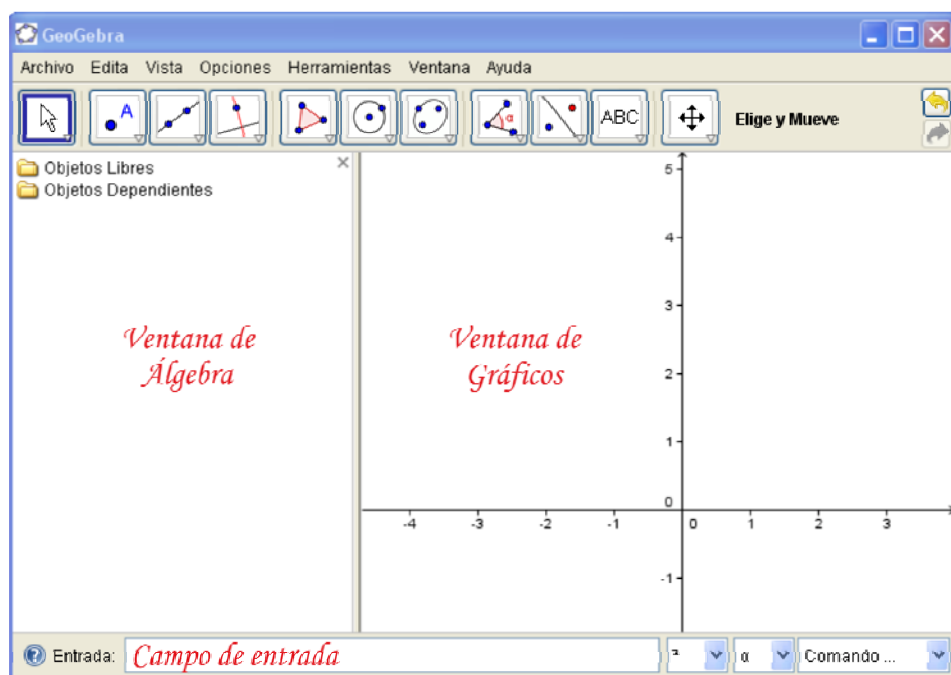 GeoGebra
Archivo Edita Vista Opciones Herramientas Ventana Ayuda
A
α
ABC
Elige y Mueve
Objetos Libres
Objetos Dependientes
Ventana de
Álgebra
Ventana de
Gráficos
5
4
3
2
1
0
-4 -3 -2 -1 0 1 2 3
-1
Entrada: Campo de entrada ² α Comando ...